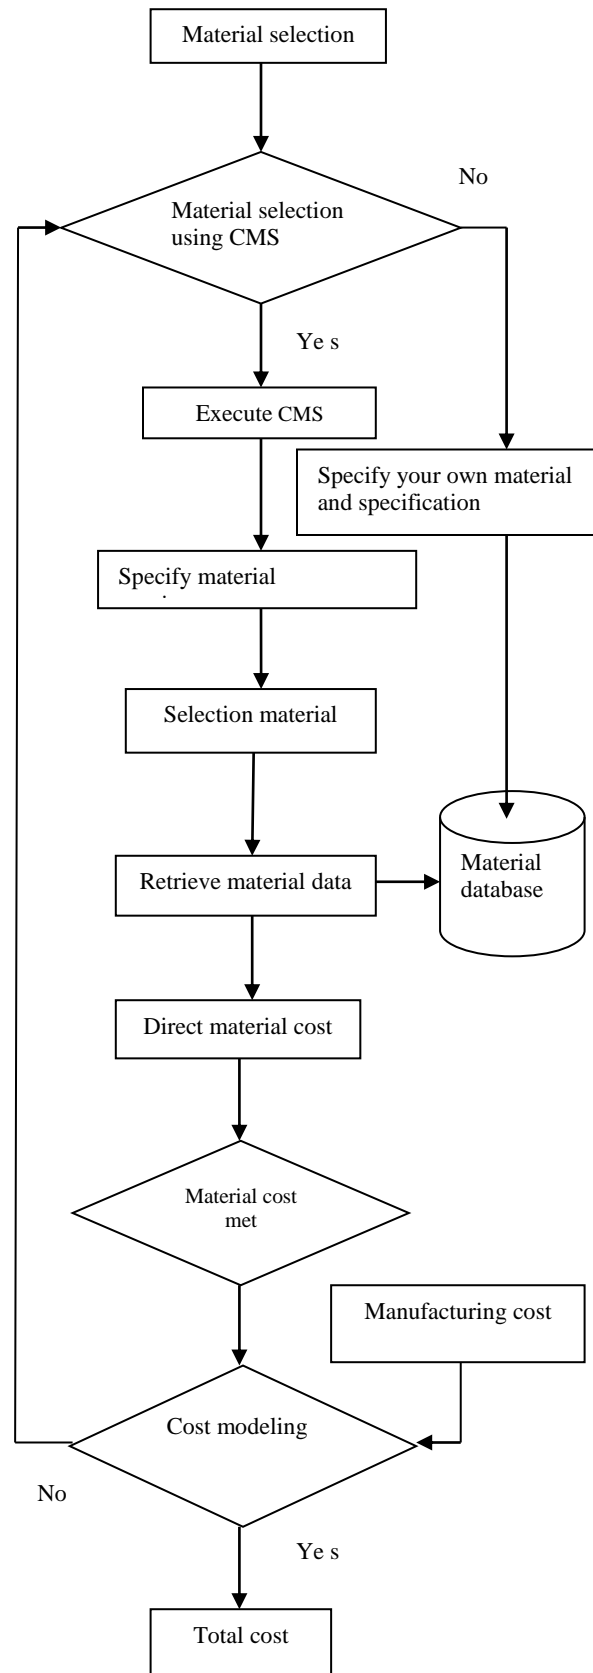 Material selection
No
Material selection
using CMS
Ye s
Execute CMS
Specify your own material
and specification
Specify material
Selection material
Material
database
Retrieve material data
Direct material cost
Material cost
met
Manufacturing cost
Cost modeling
No
Ye s
Total cost